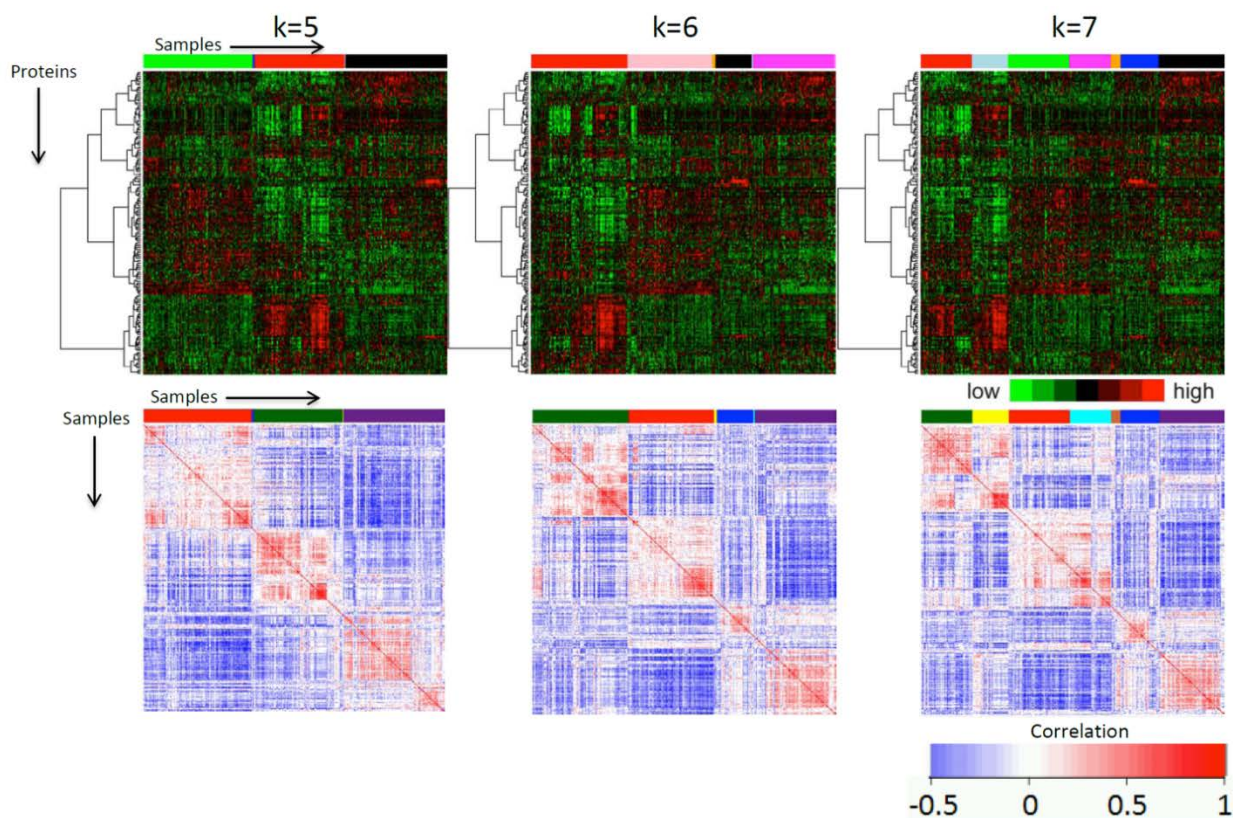 k=5
k=6
k=7
Samples
Proteins
low
high
Samples
Samples
Correlation
-0.5
0
0.5
1